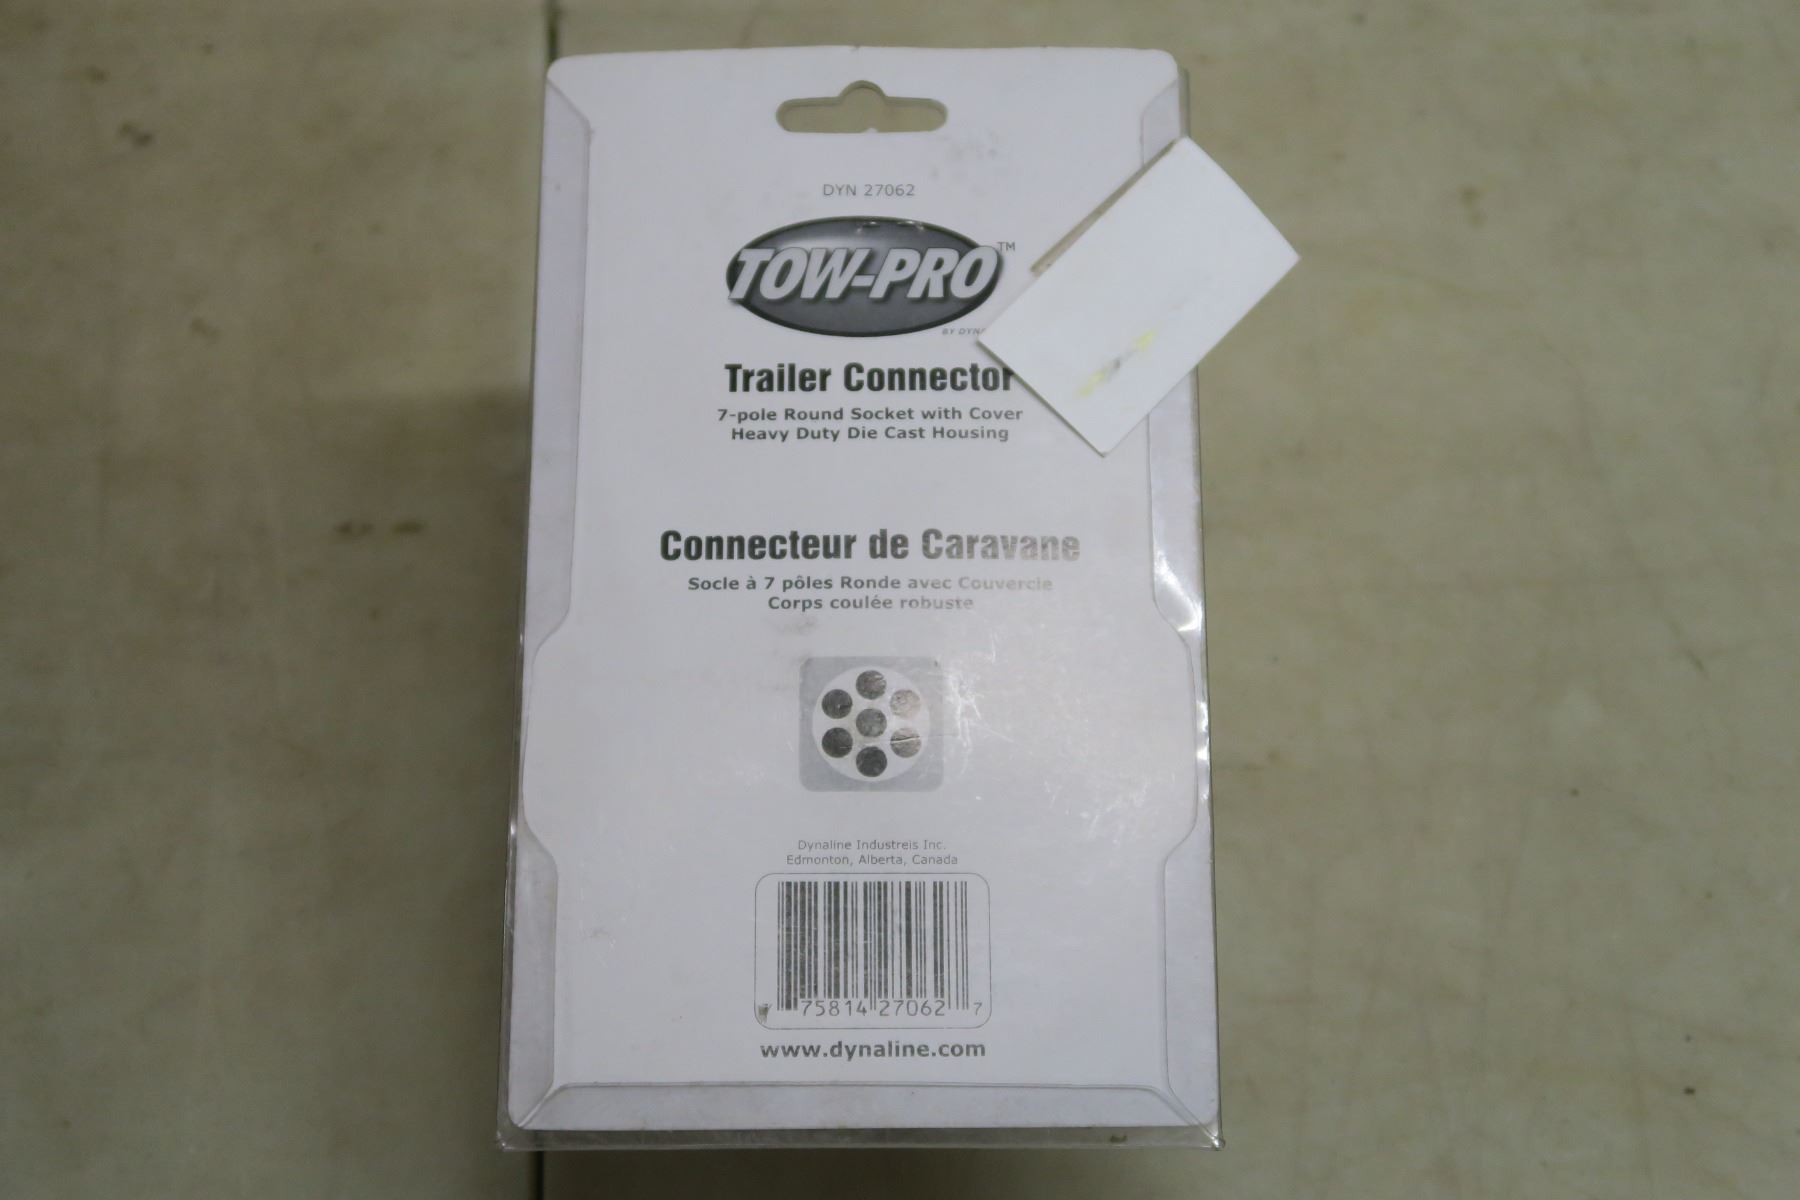 DYN 27062
TOW-PRO™
BY
Trailer Connector
7-pole Round Socket with Cover
Heavy Duty Die Cast Housing
Connecteur de Caravane
Socle à 7 pôles Ronde avec Couvercle
Corps coulée robuste
Dynaline Industreis Inc.
Edmonton, Alberta, Canada
7 75814 27062 7
www.dynaline.com